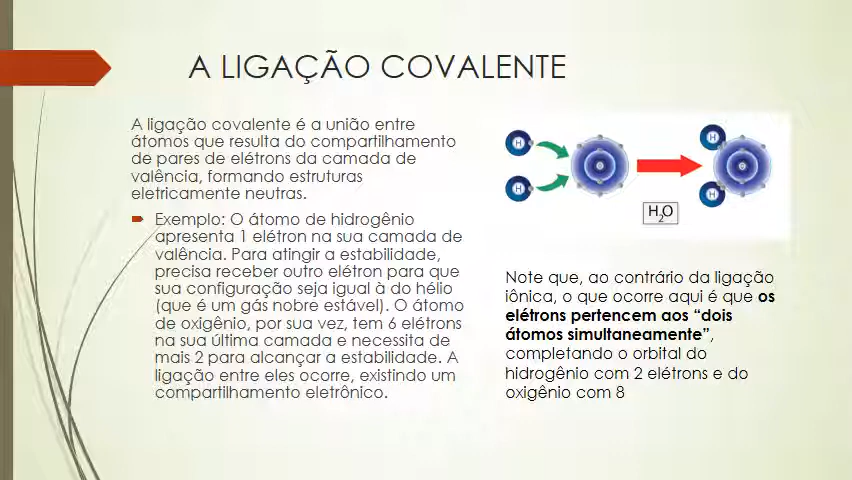 A LIGAÇÃO COVALENTE
A ligação covalente é a união entre
átomos que resulta do compartilhamento
de pares de elétrons da camada de
valência, formando estruturas
eletricamente neutras.
Exemplo: O átomo de hidrogênio
apresenta 1 elétron na sua camada de
valência. Para atingir a estabilidade,
precisa receber outro elétron para que
sua configuração seja igual à do hélio
(que é um gás nobre estável). O átomo
de oxigênio, por sua vez, tem 6 elétrons
na sua última camada e necessita de
mais 2 para alcançar a estabilidade. A
ligação entre eles ocorre, existindo um
compartilhamento eletrônico.
H
H
H
H
H₂O
Note que, ao contrário da ligação
iônica, o que ocorre aqui é que os
elétrons pertencem aos “dois
átomos simultaneamente”,
completando o orbital do
hidrogênio com 2 elétrons e do
oxigênio com 8